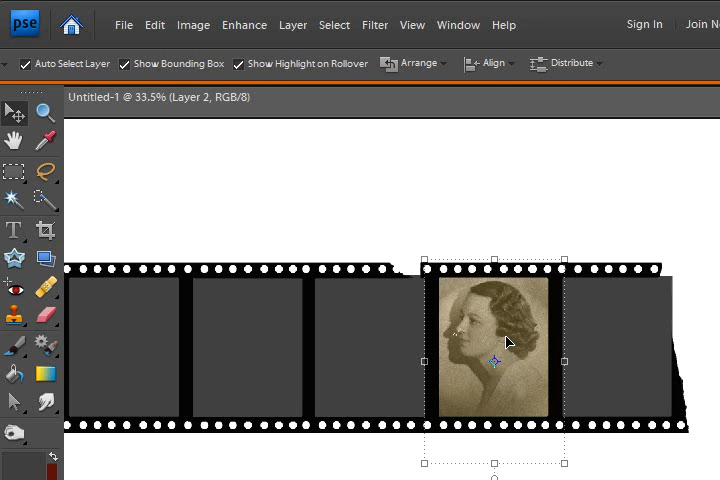 pse File Edit Image Enhance Layer Select Filter View Window Help Sign In Join N
Auto Select Layer Show Bounding Box Show Highlight on Rollover Arrange Align Distribute
Untitled-1 @ 33.5% (Layer 2, RGB/8)
T